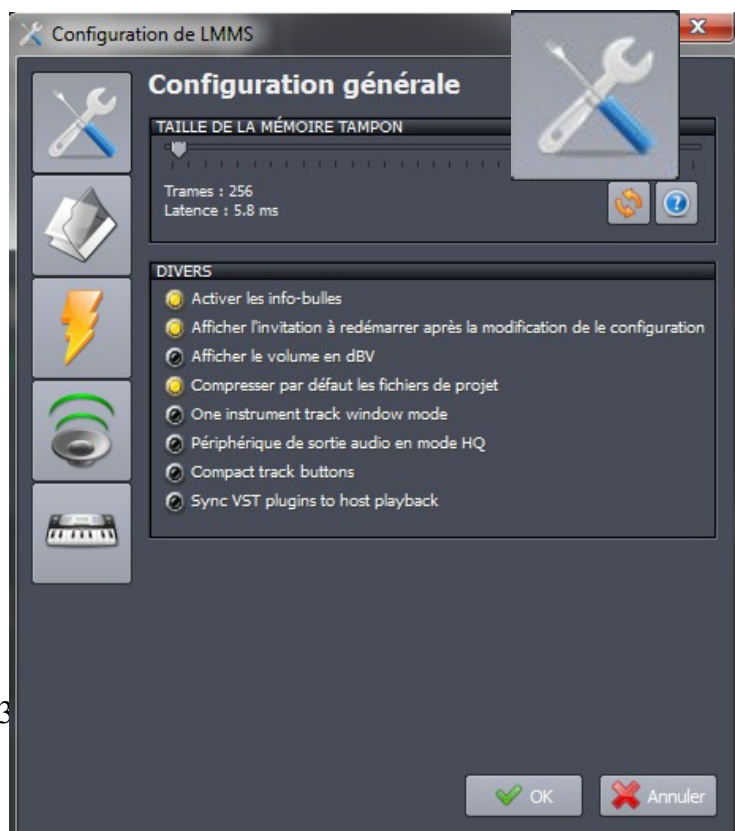 Configuration de LMMS
Configuration générale
TAILLE DE LA MÉMOIRE TAMPON
Trames : 256
Latence : 5.8 ms
DIVERS
Activer les info-bulles
Afficher l'invitation à redémarrer après la modification de le configuration
Afficher le volume en dBV
Compresser par défaut les fichiers de projet
One instrument track window mode
Périphérique de sortie audio en mode HQ
Compact track buttons
Sync VST plugins to host playback
3
OK
Annuler